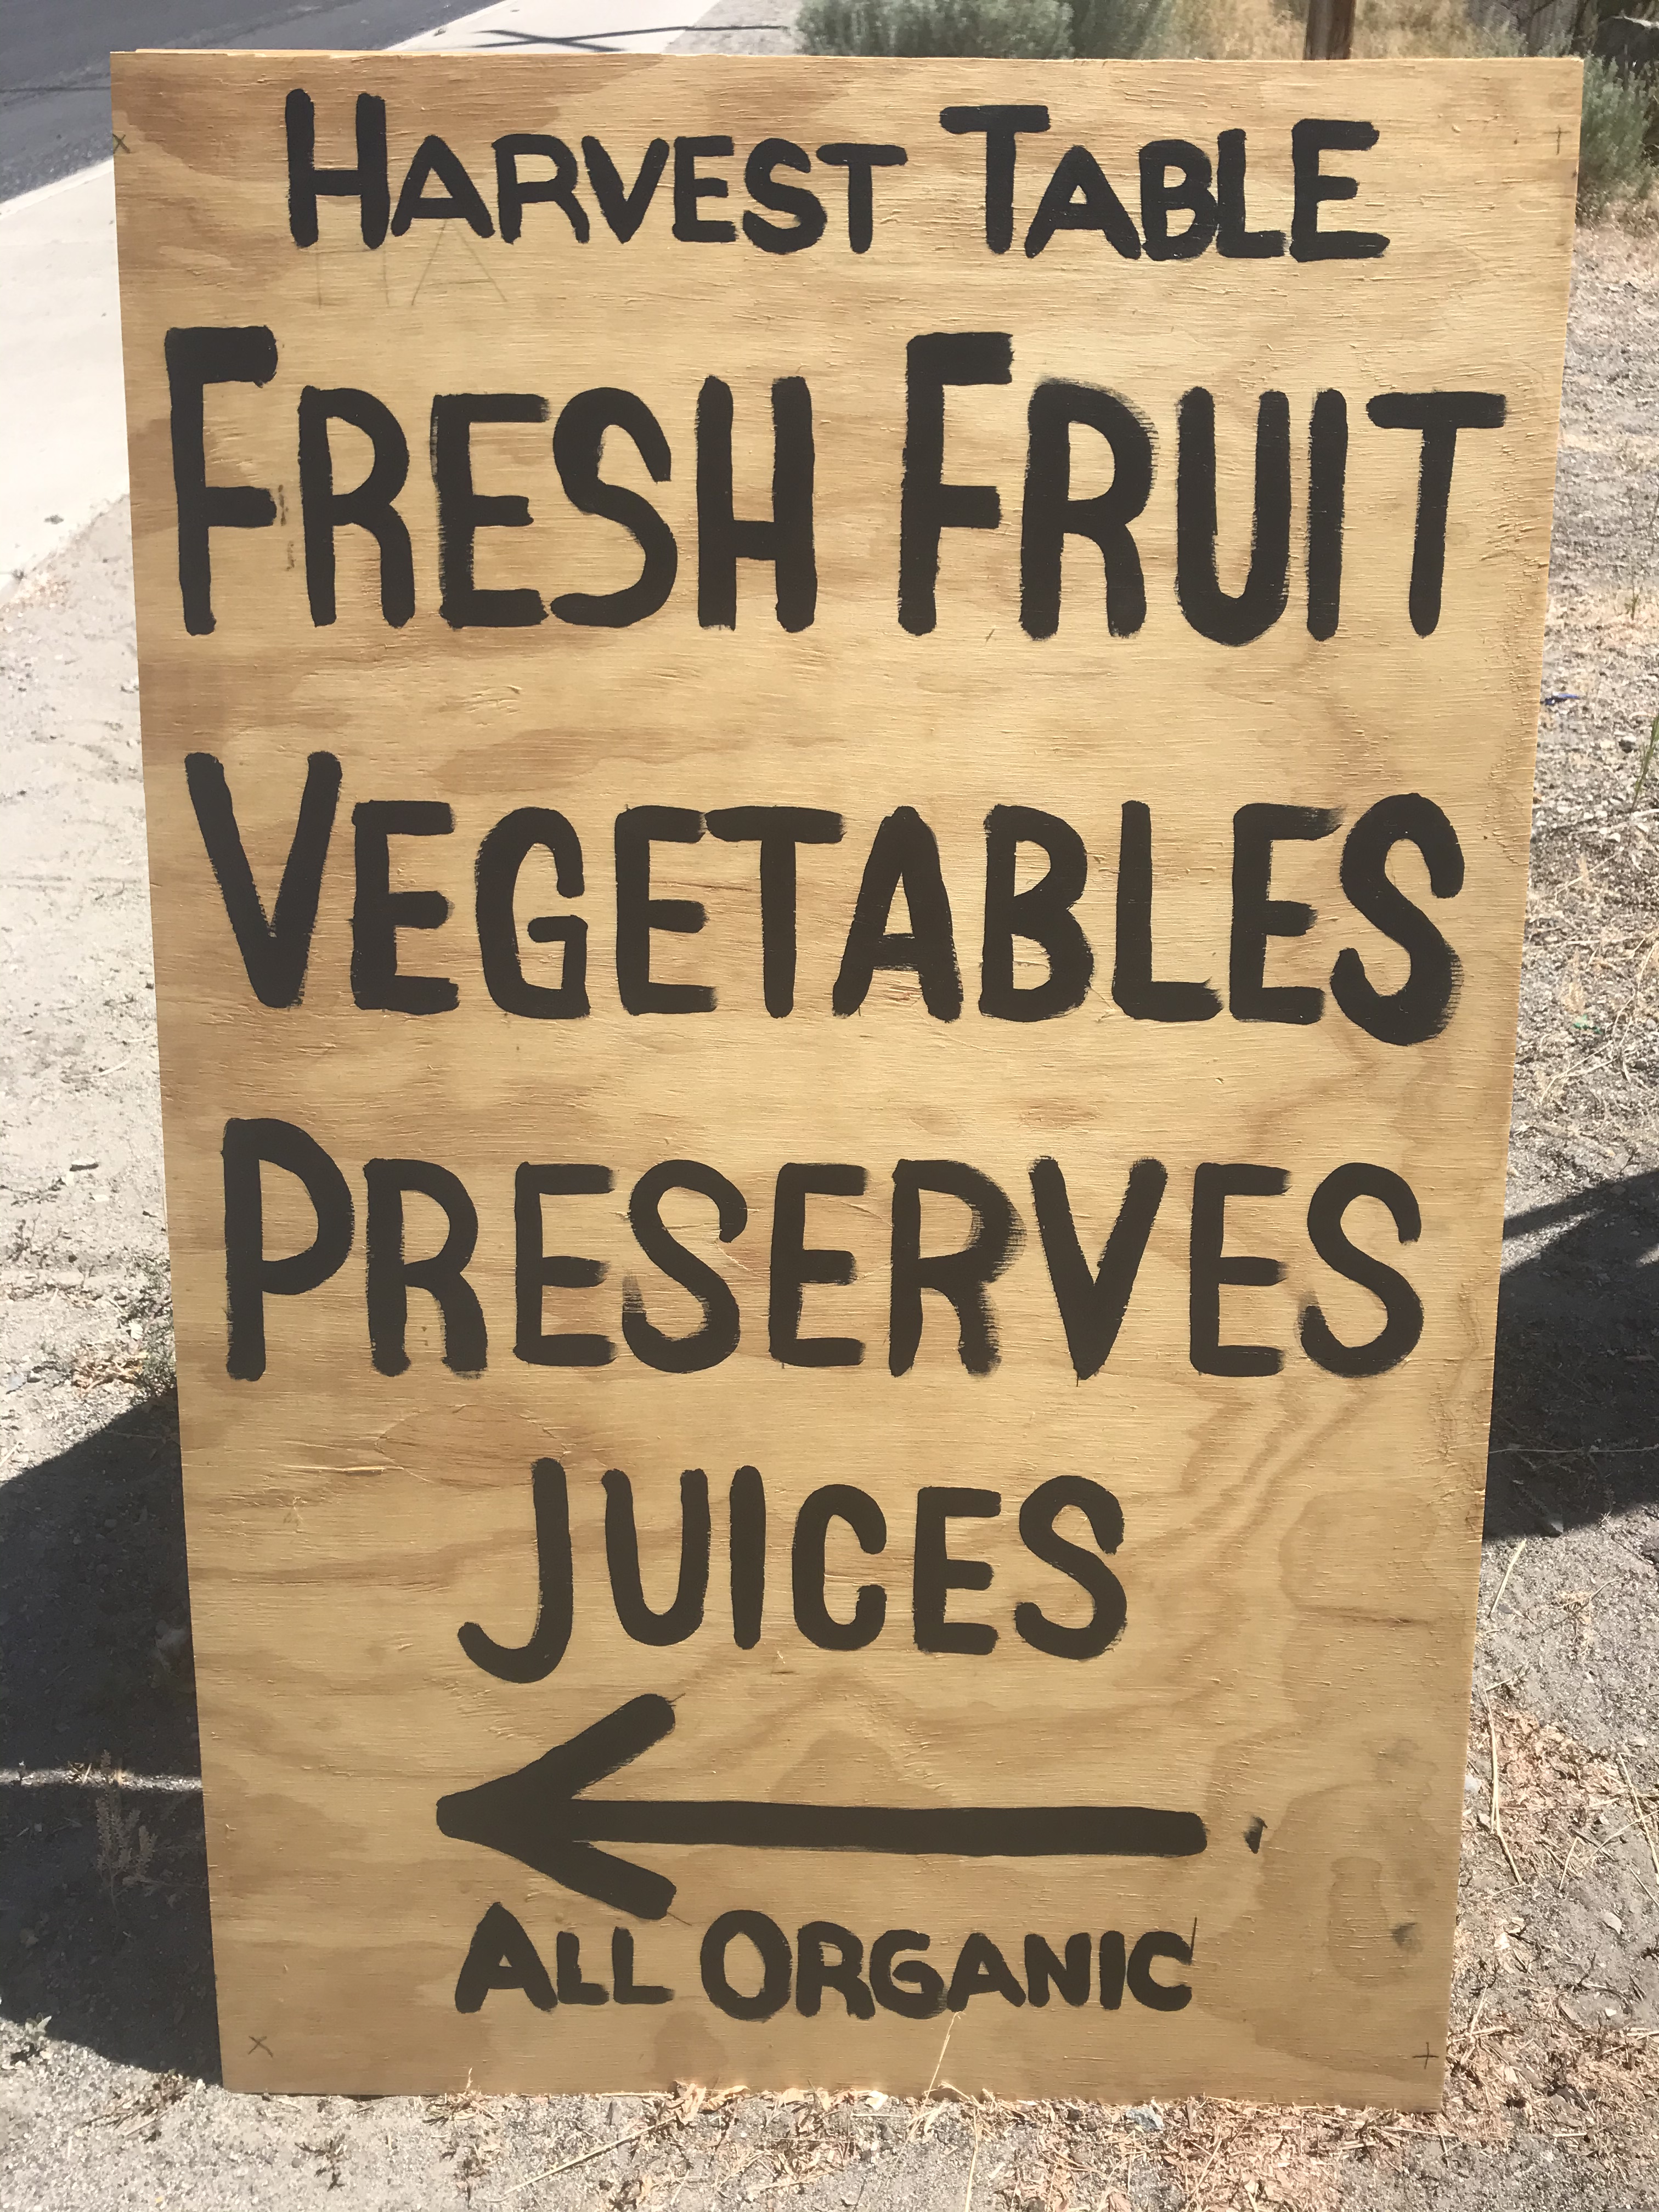 HARVEST TABLE
FRESH FRUIT
VEGETABLES
PRESERVES
JUICES
ALL ORGANIC